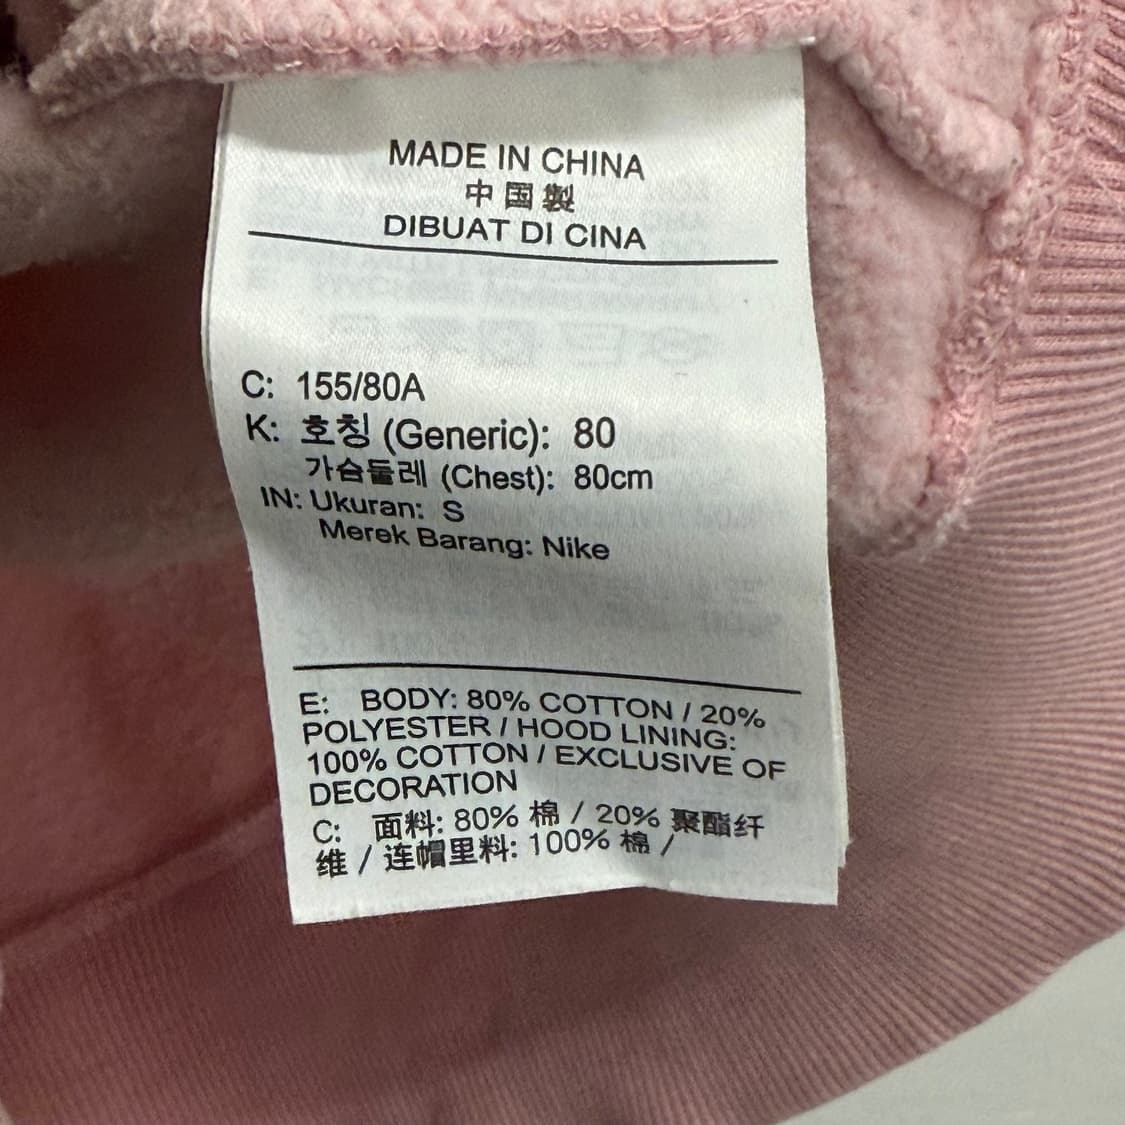 MADE IN CHINA
中国製
DIBUAT DI CINA
C: 155/80A
K: 호칭 (Generic): 80
가슴둘레 (Chest): 80cm
IN: Ukuran: S
Merek Barang: Nike
E: BODY: 80% COTTON / 20%
POLYESTER / HOOD LINING:
100% COTTON / EXCLUSIVE OF
DECORATION
C: 面料: 80% 棉 / 20% 聚酯纤
维 / 连帽里料: 100% 棉 /